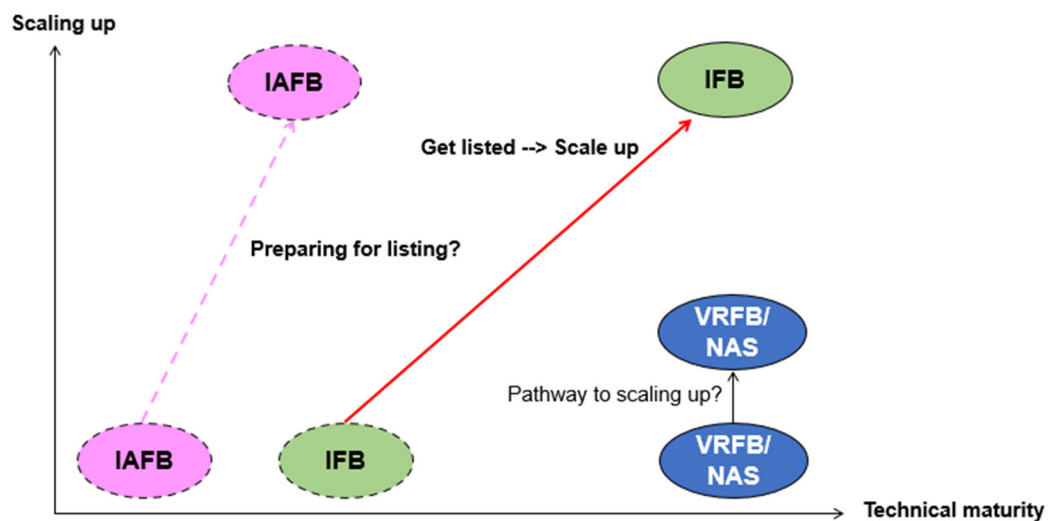 Scaling up
IAFB
IFB
Get listed --> Scale up
Preparing for listing?
VRFB/
NAS
Pathway to scaling up?
IAFB
IFB
VRFB/
NAS
Technical maturity